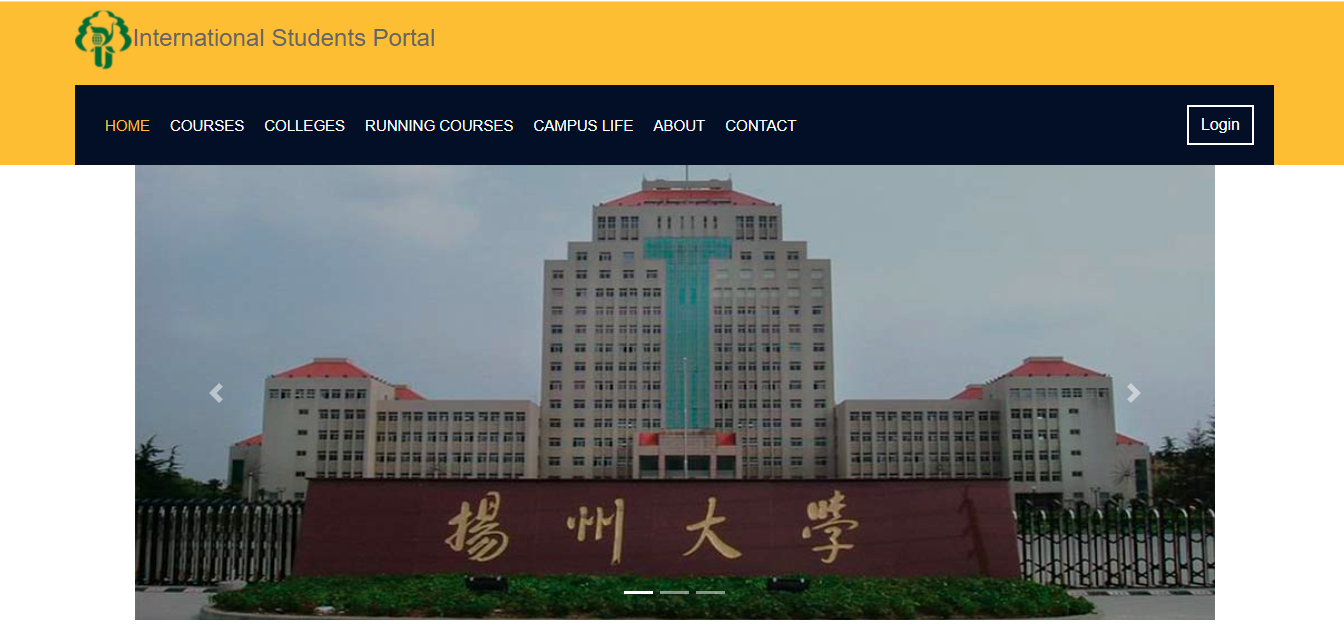 International Students Portal
HOME COURSES COLLEGES RUNNING COURSES CAMPUS LIFE ABOUT CONTACT Login
揚州大學